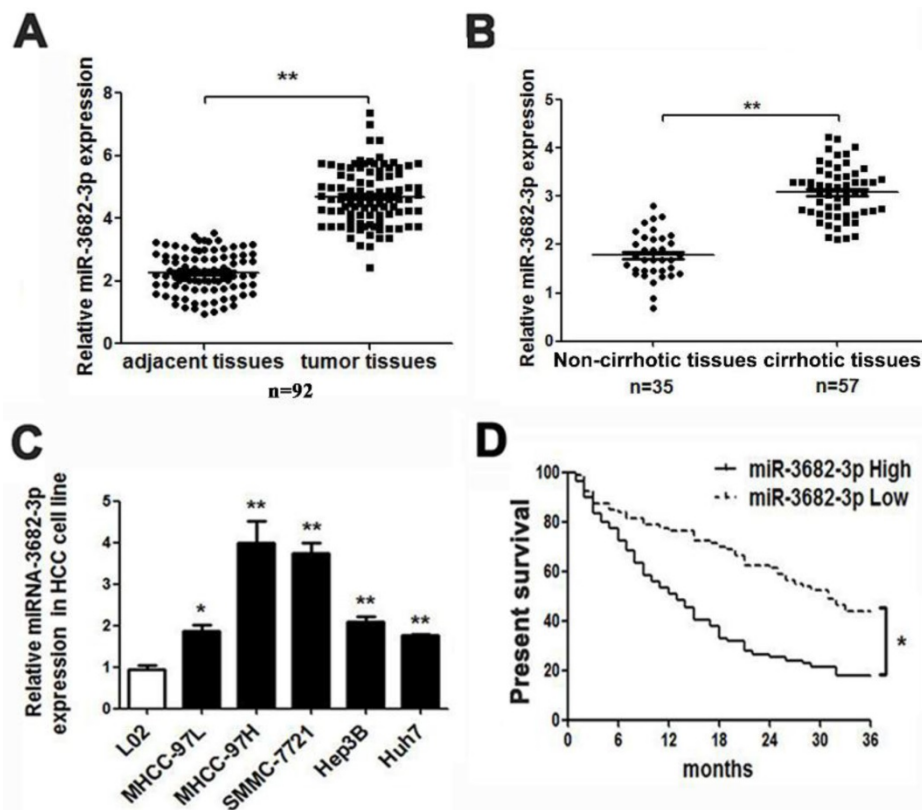 A
Relative miR-3682-3p expression
8
6
4
2
0
**
adjacent tissues
tumor tissues
n=92
B
Relative miR-3682-3p expression
5
4
3
2
1
0
**
Non-cirrhotic tissues
cirrhotic tissues
n=35
n=57
C
Relative miRNA-3682-3p
expression in HCC cell line
5
4
3
2
1
0
*
**
**
**
**
L02
MHCC-97L
MHCC-97H
SMMC-7721
Hep3B
Huh7
D
Present survival
100
80
60
40
20
0
miR-3682-3p High
miR-3682-3p Low
*
0
6
12
18
24
30
36
months